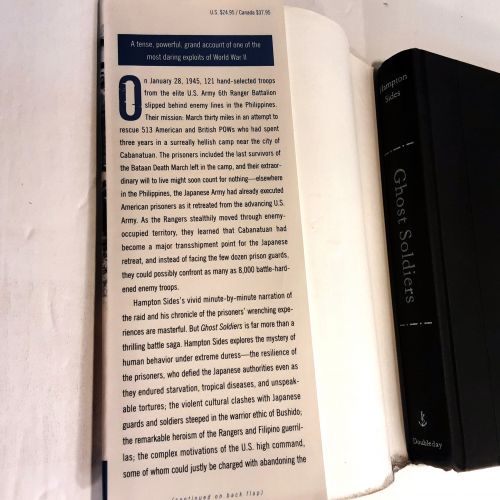 U.S. $24.95 / Canada $37.95
A tense, powerful, grand account of one of the
most daring exploits of World War II
On January 28, 1945, 121 hand-selected troops
from the elite U.S. Army 6th Ranger Battalion
slipped behind enemy lines in the Philippines.
Their mission: March thirty miles in an attempt to
rescue 513 American and British POWs who had spent
three years in a surreally hellish camp near the city of
Cabanatuan. The prisoners included the last survivors of
the Bataan Death March left in the camp, and their extraor-
dinary will to live might soon count for nothing—elsewhere
in the Philippines, the Japanese Army had already executed
American prisoners as it retreated from the advancing U.S.
Army. As the Rangers stealthily moved through enemy-
occupied territory, they learned that Cabanatuan had
become a major transshipment point for the Japanese
retreat, and instead of facing the few dozen prison guards,
they could possibly confront as many as 8,000 battle-hard-
ened enemy troops.
Hampton Sides's vivid minute-by-minute narration of
the raid and his chronicle of the prisoners' wrenching expe-
riences are masterful. But Ghost Soldiers is far more than a
thrilling battle saga. Hampton Sides explores the mystery of
human behavior under extreme duress—the resilience of
the prisoners, who defied the Japanese authorities even as
they endured starvation, tropical diseases, and unspeak-
able tortures; the violent cultural clashes with Japanese
guards and soldiers steeped in the warrior ethic of Bushido;
the remarkable heroism of the Rangers and Filipino guerril-
las; the complex motivations of the U.S. high command,
some of whom could justly be charged with abandoning the
(continued on back flap)
Hampton
Sides
Ghost Soldiers
Doubleday